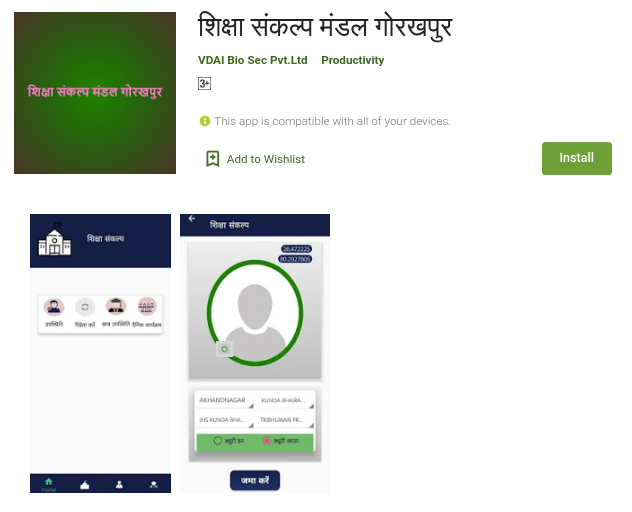 शिक्षा संकल्प मंडल गोरखपुर
शिक्षा संकल्प मंडल गोरखपुर
VDAI Bio Sec Pvt.Ltd Productivity
3+
This app is compatible with all of your devices.
Add to Wishlist
Install
शिक्षा संकल्प
उपस्थिति रिफ्रेश करें छात्र उपस्थिति दैनिक कार्यक्रम
Home
शिक्षा संकल्प
26.472225
80.2927805
AKHANDNAGAR KUNDA BHAIRA...
IHS KUNDA BHA... TRIBHUWAN PR...
ड्यूटी इन ड्यूटी आउट
जमा करें